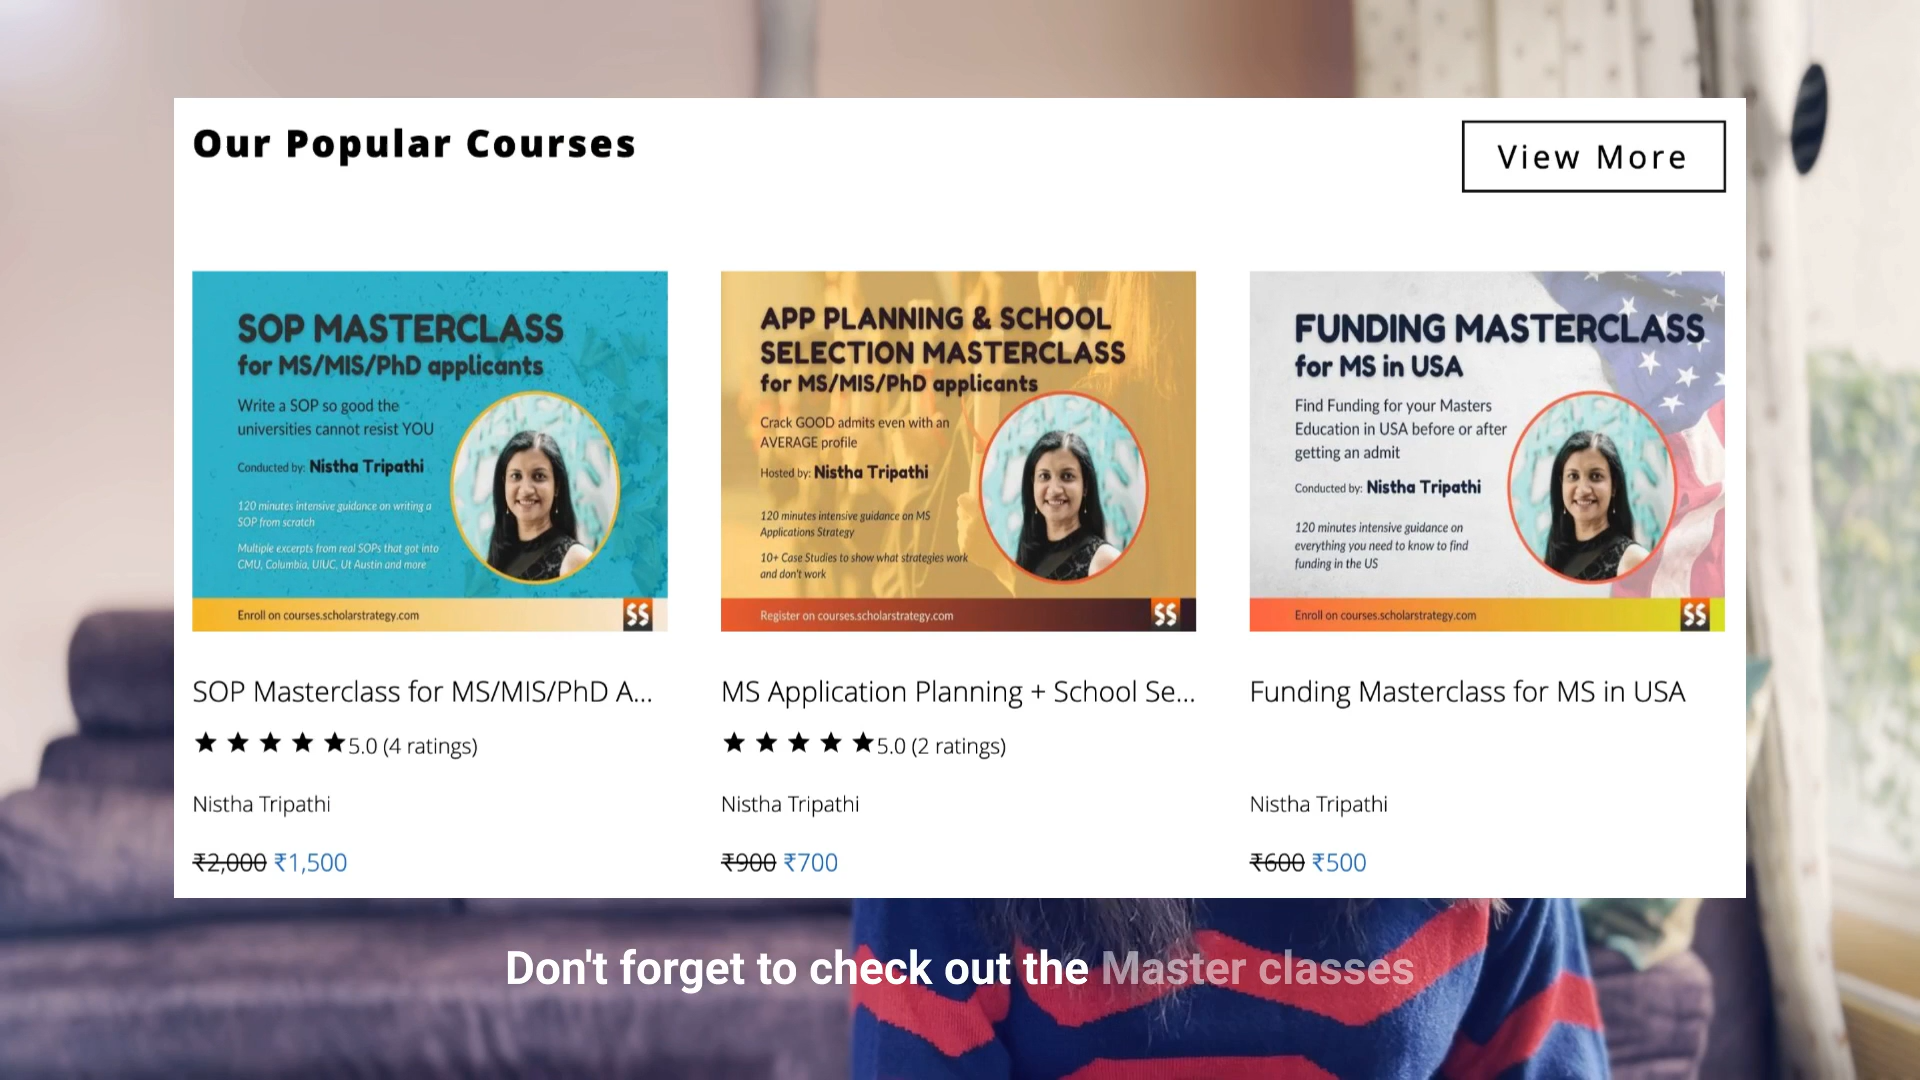 Our Popular Courses
View More
SOP MASTERCLASS
for MS/MIS/PhD applicants
Write a SOP so good the
universities cannot resist YOU
Conducted by: Nistha Tripathi
120 minutes intensive guidance on writing a
SOP from scratch
Multiple excerpts from real SOPs that got into
CMU, Columbia, UIUC, Ut Austin and more
Enroll on courses.scholarstrategy.com
SS
APP PLANNING & SCHOOL
SELECTION MASTERCLASS
for MS/MIS/PhD applicants
Crack GOOD admits even with an
AVERAGE profile
Hosted by: Nistha Tripathi
120 minutes intensive guidance on MS
Applications Strategy
10+ Case Studies to show what strategies work
and don't work
Register on courses.scholarstrategy.com
SS
FUNDING MASTERCLASS
for MS in USA
Find Funding for your Masters
Education in USA before or after
getting an admit
Conducted by: Nistha Tripathi
120 minutes intensive guidance on
everything you need to know to find
funding in the US
Enroll on courses.scholarstrategy.com
SS
SOP Masterclass for MS/MIS/PhD A...
5.0 (4 ratings)
Nistha Tripathi
₹2,000 ₹1,500
MS Application Planning + School Se...
5.0 (2 ratings)
Nistha Tripathi
₹900 ₹700
Funding Masterclass for MS in USA
Nistha Tripathi
₹600 ₹500
Don't forget to check out the Master classes